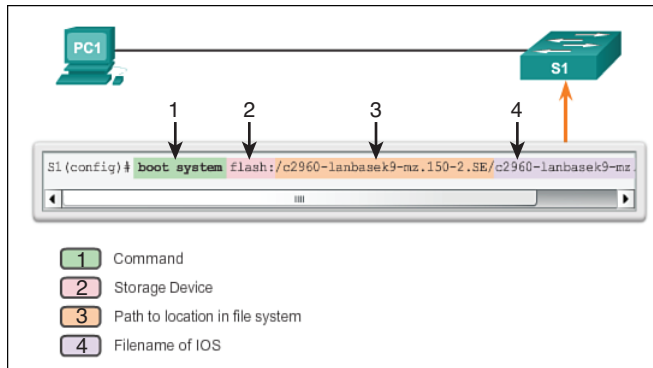 PC1
S1
1 2 3 4
S1(config)# boot system flash:/c2960-lanbasek9-mz.150-2.SE/c2960-lanbasek9-mz.
1 Command
2 Storage Device
3 Path to location in file system
4 Filename of IOS